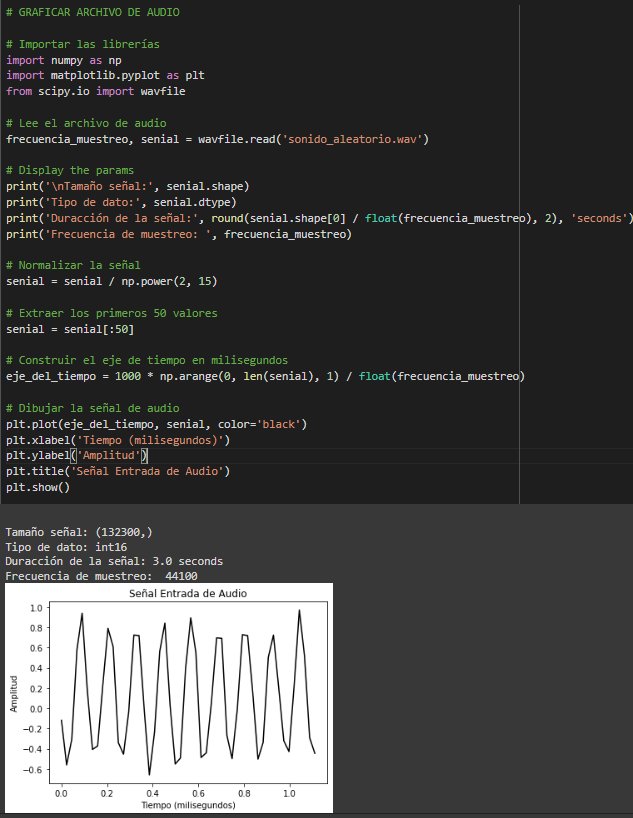 # GRAFICAR ARCHIVO DE AUDIO
# Importar las librerías
import numpy as np
import matplotlib.pyplot as plt
from scipy.io import wavfile
# Lee el archivo de audio
frecuencia_muestreo, senial = wavfile.read('sonido_aleatorio.wav')
# Display the params
print('\nTamaño señal:', senial.shape)
print('Tipo de dato:', senial.dtype)
print('Duracción de la señal:', round(senial.shape[0] / float(frecuencia_muestreo), 2), 'seconds')
print('Frecuencia de muestreo: ', frecuencia_muestreo)
# Normalizar la señal
senial = senial / np.power(2, 15)
# Extraer los primeros 50 valores
senial = senial[:50]
# Construir el eje de tiempo en milisegundos
eje_del_tiempo = 1000 * np.arange(0, len(senial), 1) / float(frecuencia_muestreo)
# Dibujar la señal de audio
plt.plot(eje_del_tiempo, senial, color='black')
plt.xlabel('Tiempo (milisegundos)')
plt.ylabel('Amplitud')
plt.title('Señal Entrada de Audio')
plt.show()
Tamaño señal: (132300,)
Tipo de dato: int16
Duracción de la señal: 3.0 seconds
Frecuencia de muestreo:  44100
Señal Entrada de Audio
1.0
0.8
0.6
0.4
0.2
0.0
−0.2
−0.4
−0.6
Amplitud
0.0 0.2 0.4 0.6 0.8 1.0
Tiempo (milisegundos)